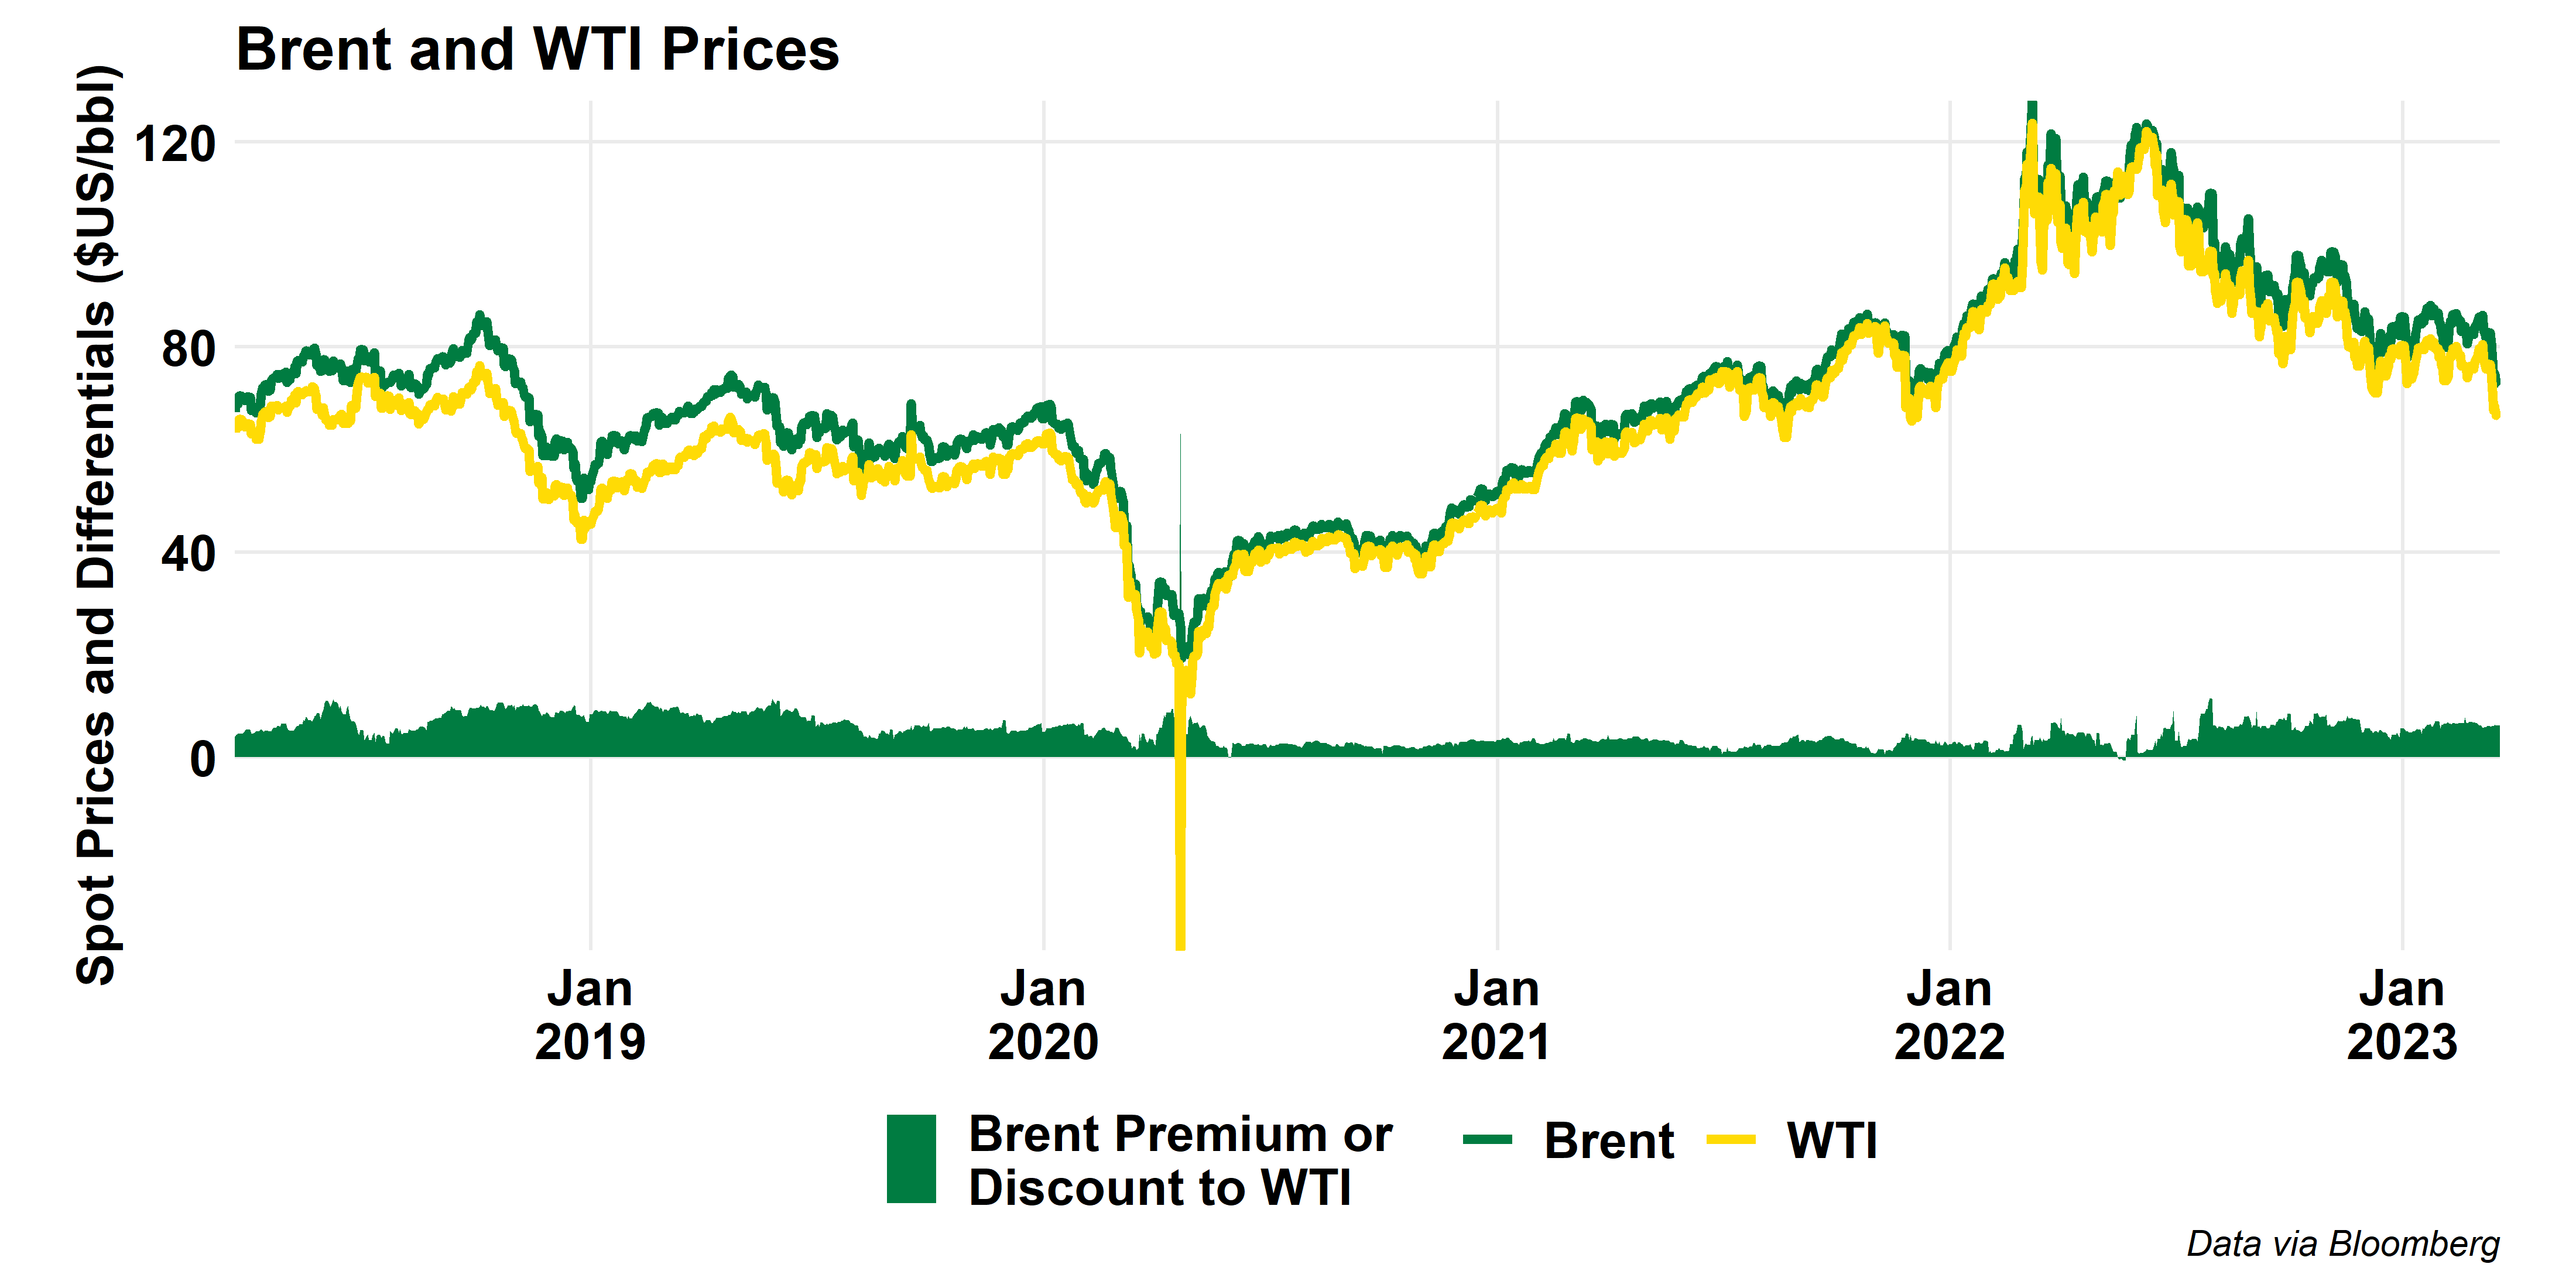 Brent and WTI Prices
Spot Prices and Differentials ($US/bbl)
120
80
40
0
Jan
2019
Jan
2020
Jan
2021
Jan
2022
Jan
2023
Brent Premium or
Discount to WTI
Brent
WTI
Data via Bloomberg